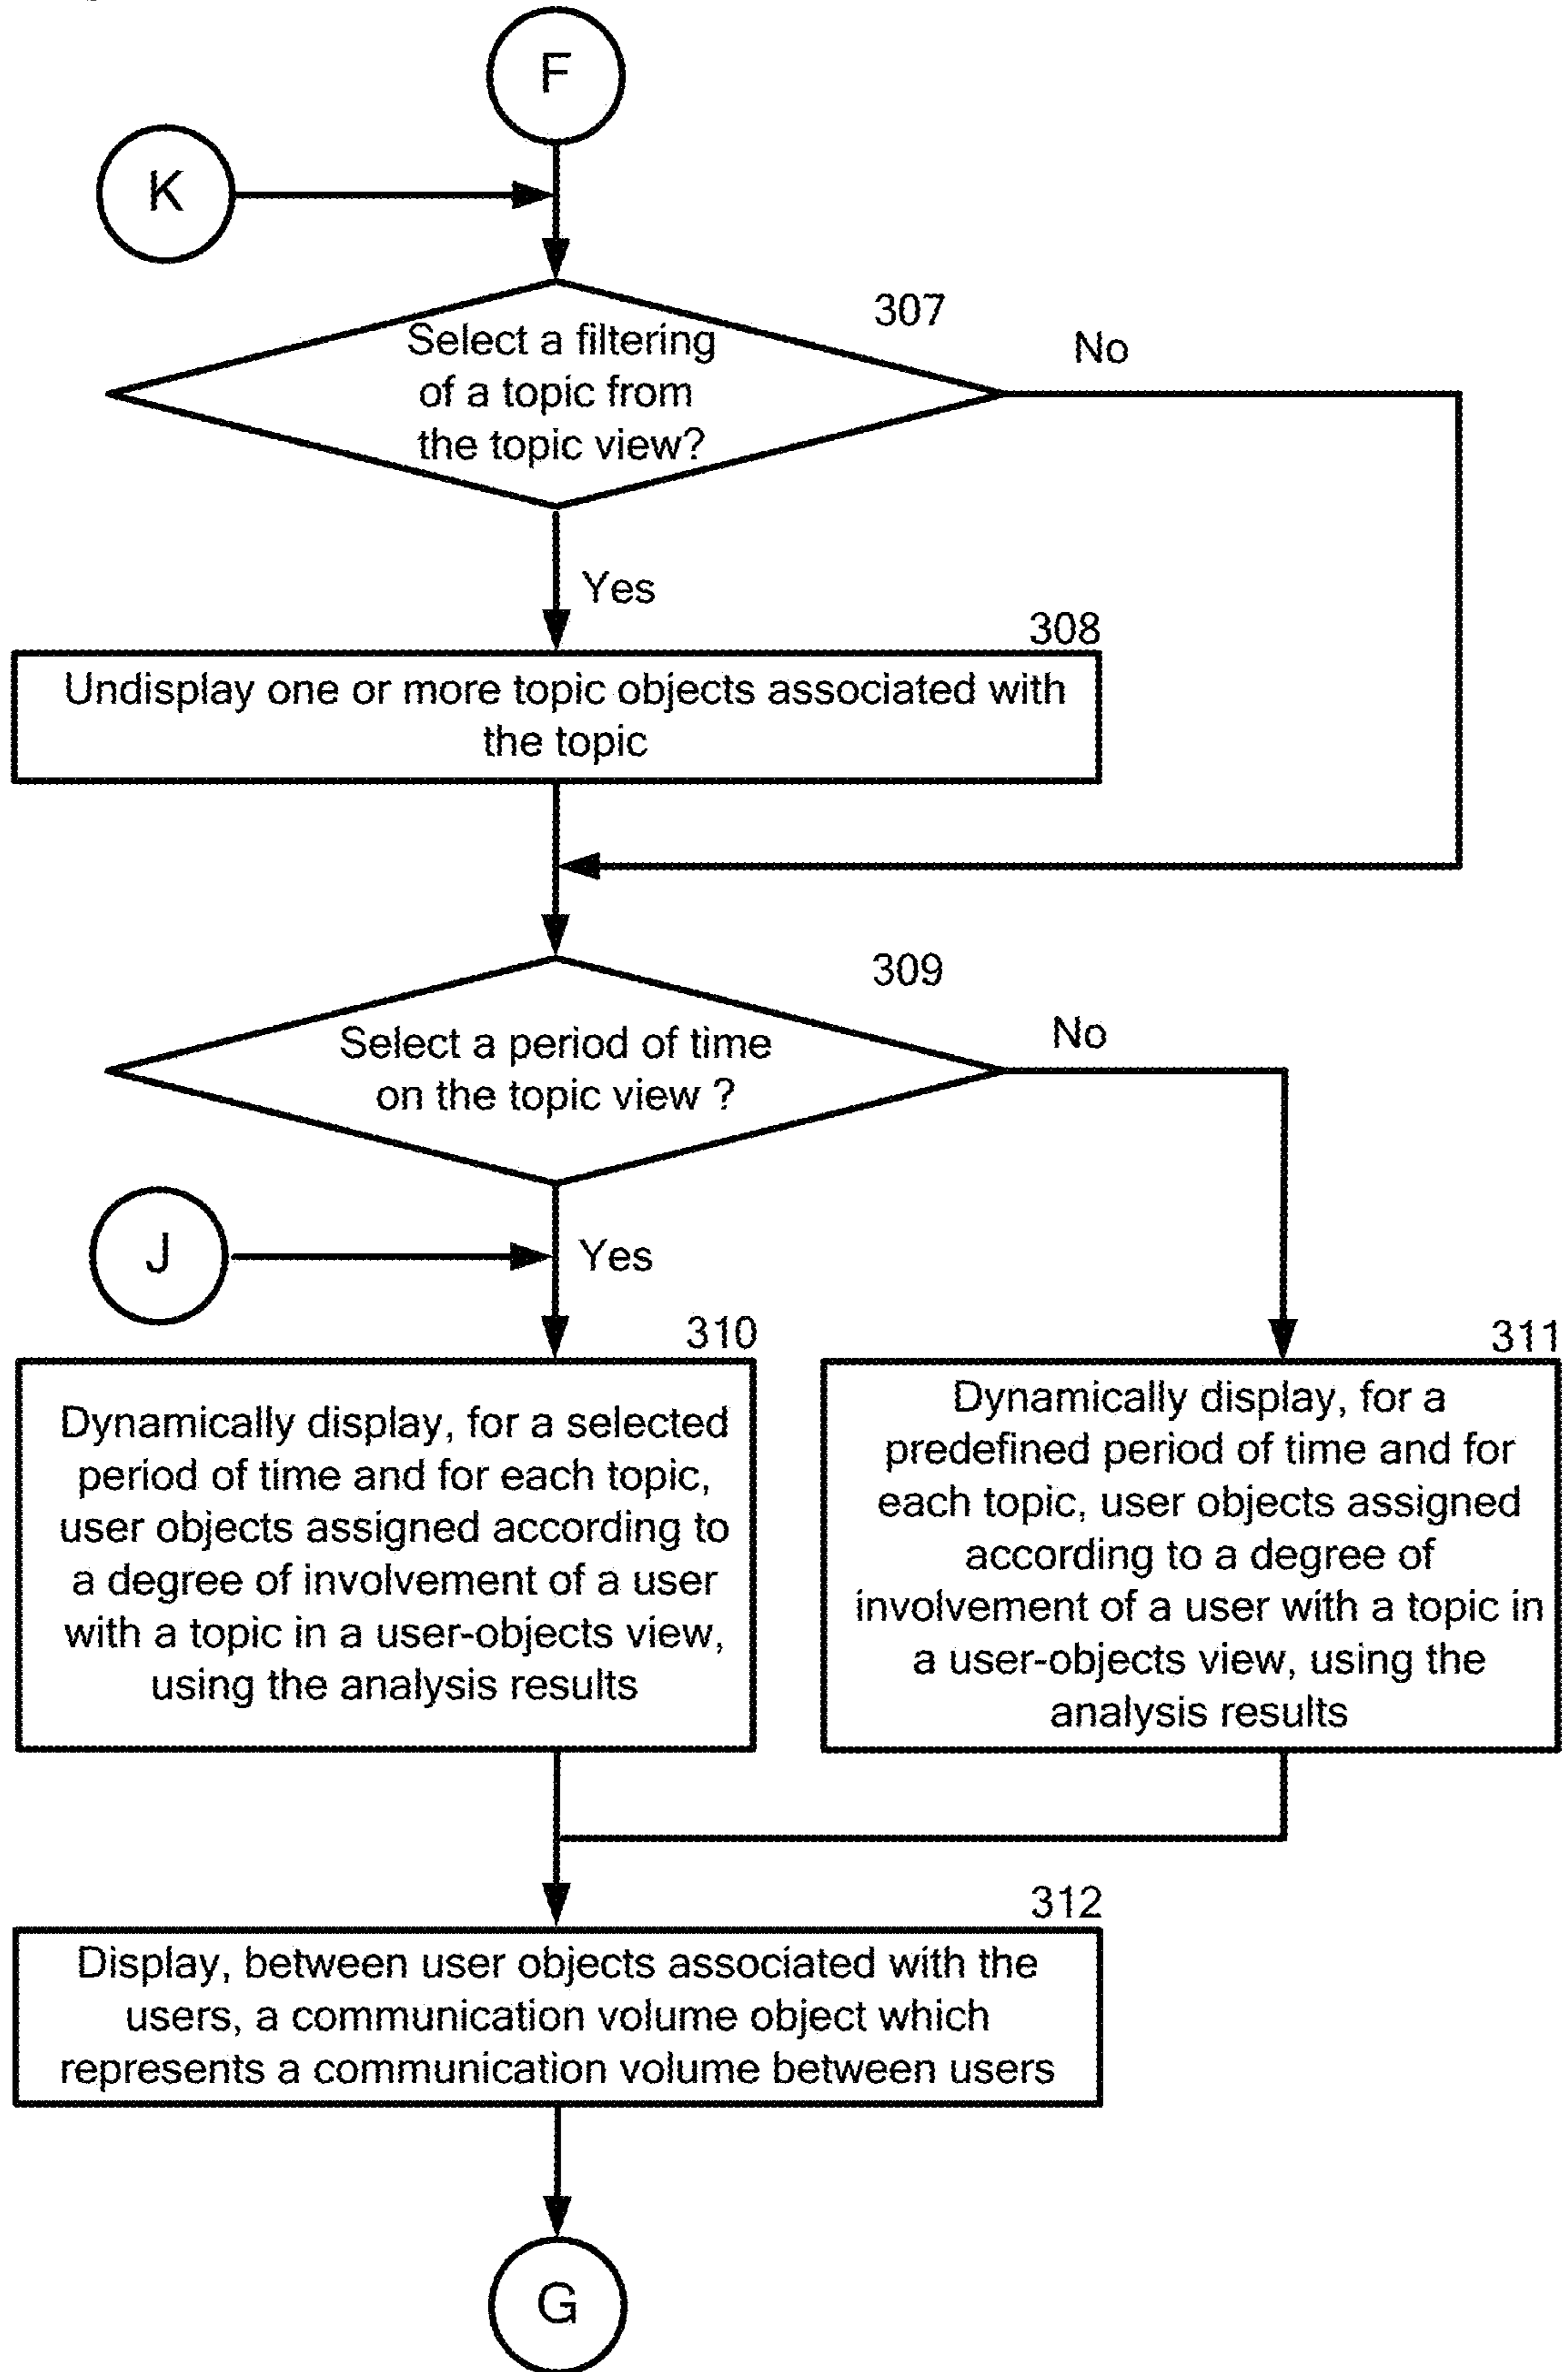 F
K
307
Select a filtering
of a topic from
the topic view?
No
Yes
308
Undisplay one or more topic objects associated with
the topic
309
Select a period of time
on the topic view ?
No
J
Yes
310
Dynamically display, for a selected
period of time and for each topic,
user objects assigned according to
a degree of involvement of a user
with a topic in a user-objects view,
using the analysis results
311
Dynamically display, for a
predefined period of time and for
each topic, user objects assigned
according to a degree of
involvement of a user with a topic in
a user-objects view, using the
analysis results
312
Display, between user objects associated with the
users, a communication volume object which
represents a communication volume between users
G